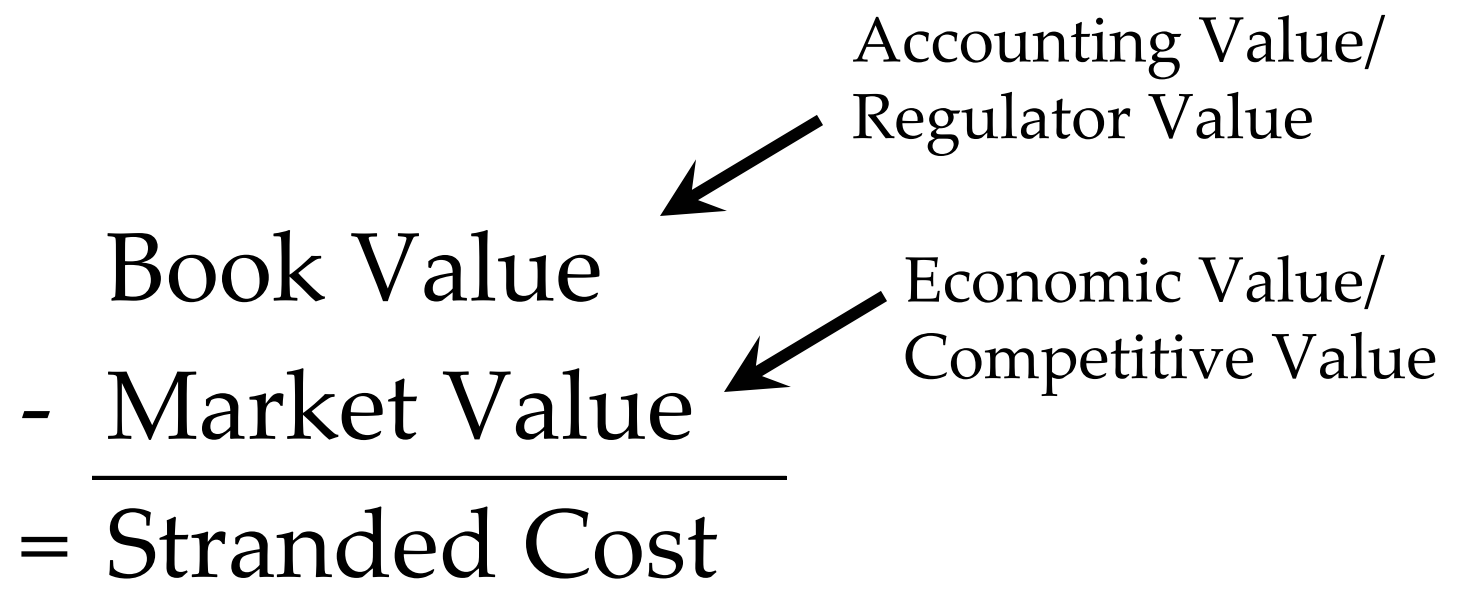 Accounting Value/
Regulator Value
Book Value
Economic Value/
Competitive Value
- Market Value
= Stranded Cost